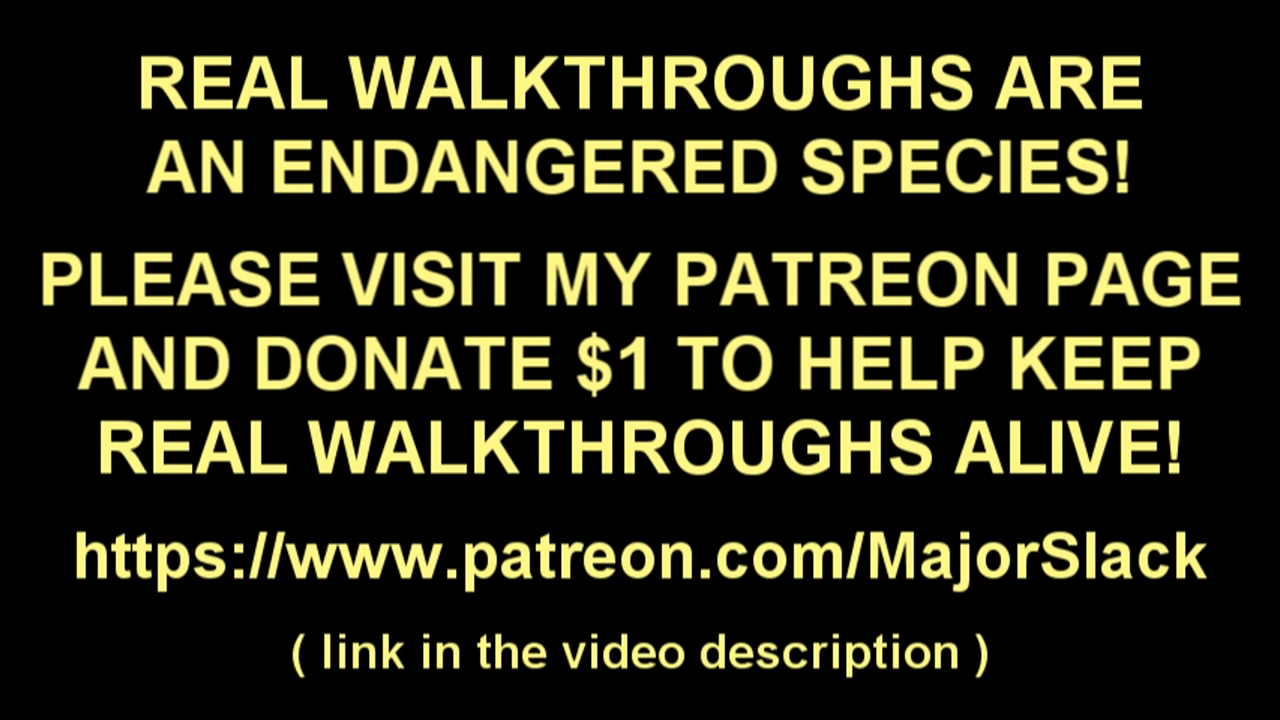 REAL WALKTHROUGHS ARE
AN ENDANGERED SPECIES!
PLEASE VISIT MY PATREON PAGE
AND DONATE $1 TO HELP KEEP
REAL WALKTHROUGHS ALIVE!
https://www.patreon.com/MajorSlack
( link in the video description )